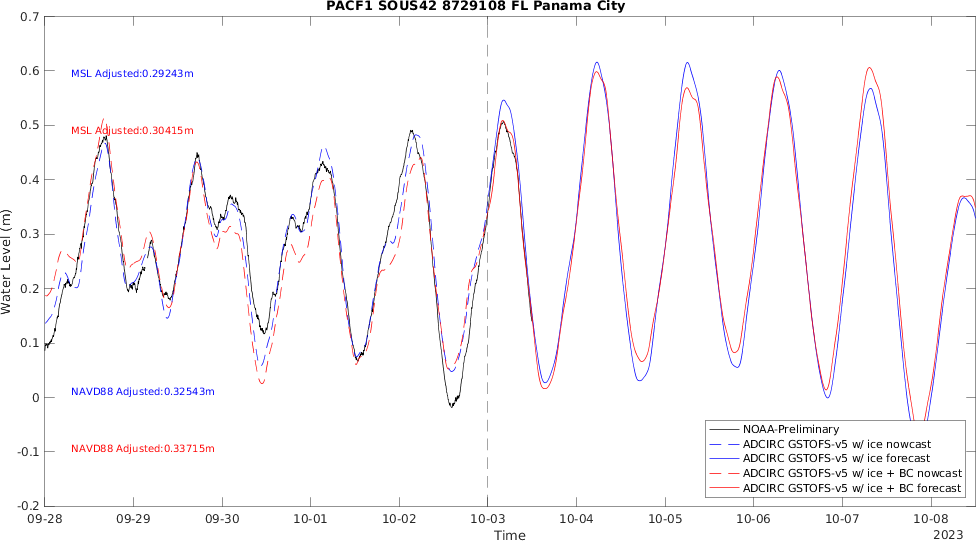 PACF1 SOUS42 8729108 FL Panama City
0.7
0.6
0.5
0.4
0.3
0.2
0.1
0
-0.1
-0.2
Water Level (m)
MSL Adjusted:0.29243m
MSL Adjusted:0.30415m
NAVD88 Adjusted:0.32543m
NAVD88 Adjusted:0.33715m
NOAA-Preliminary
ADCIRC GSTOFS-v5 w/ ice nowcast
ADCIRC GSTOFS-v5 w/ ice forecast
ADCIRC GSTOFS-v5 w/ ice + BC nowcast
ADCIRC GSTOFS-v5 w/ ice + BC forecast
09-28 09-29 09-30 10-01 10-02 10-03 10-04 10-05 10-06 10-07 10-08
Time
2023